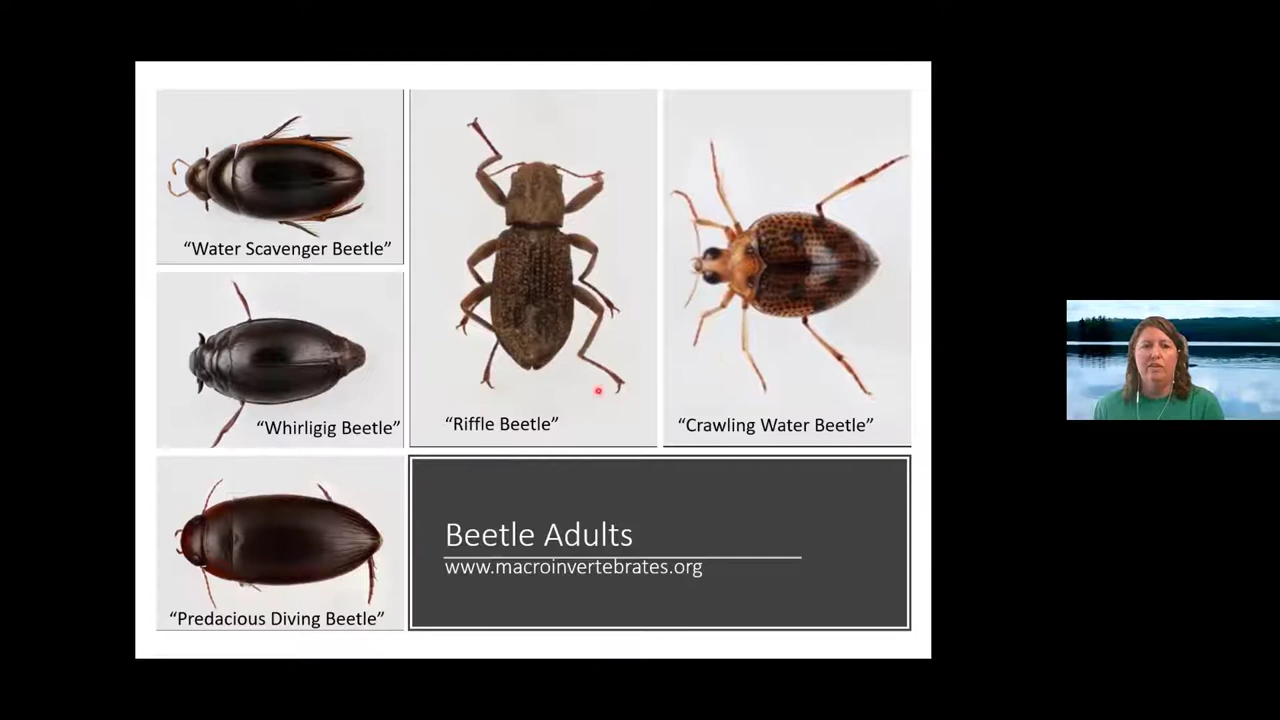 “Water Scavenger Beetle”
“Whirligig Beetle”
“Predacious Diving Beetle”
“Riffle Beetle”
“Crawling Water Beetle”
Beetle Adults
www.macroinvertebrates.org